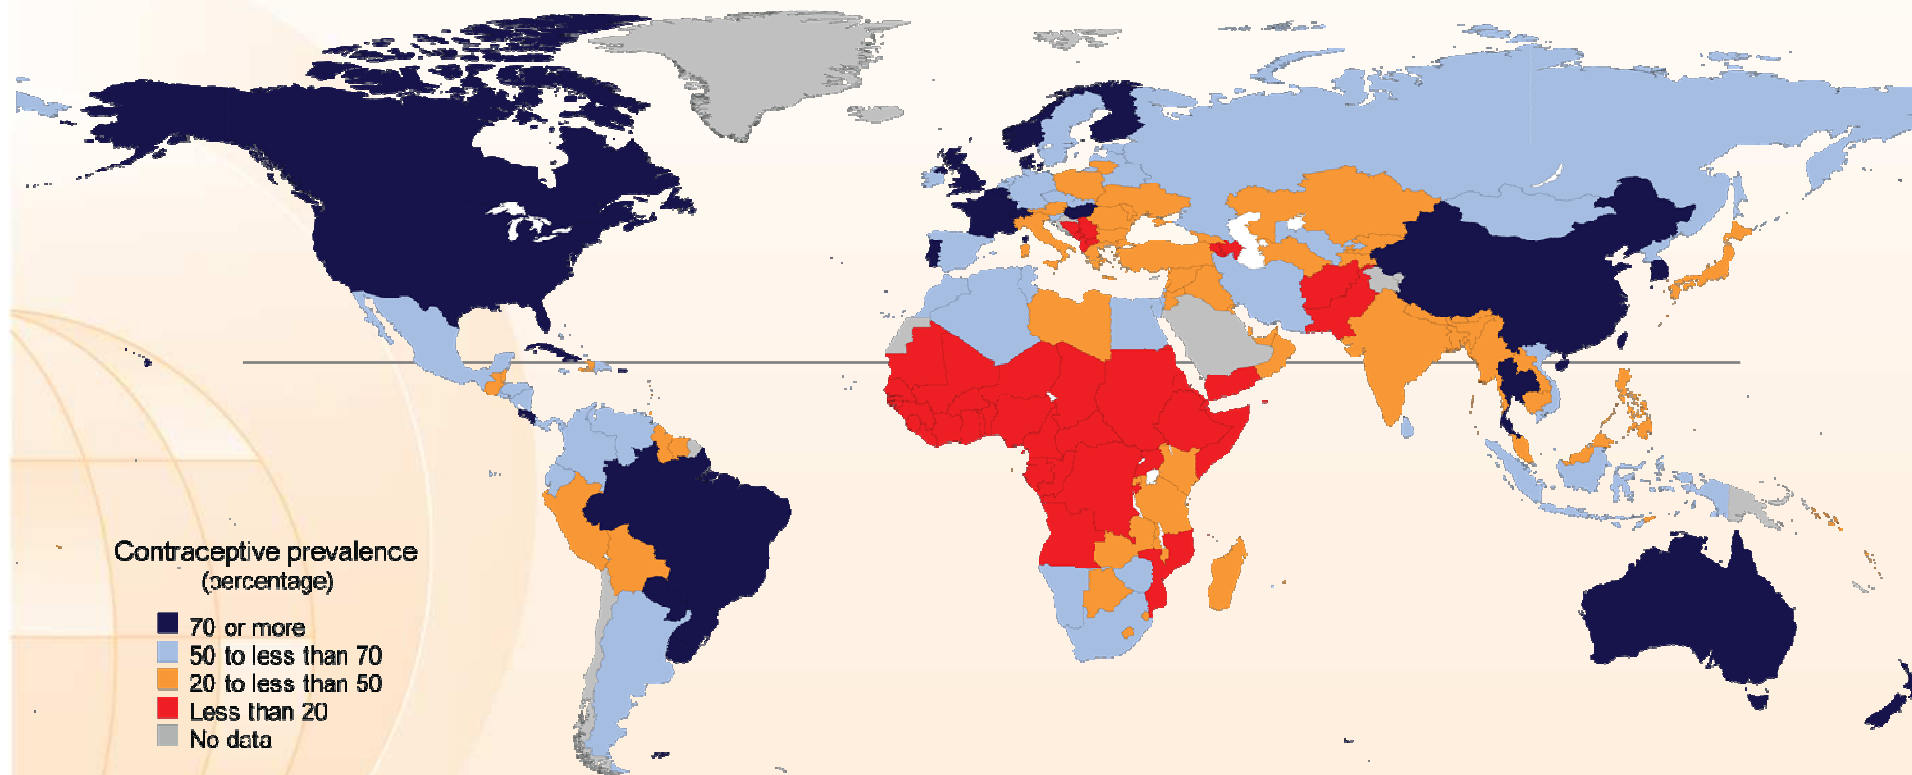 Contraceptive prevalence
(percentage)
70 or more
50 to less than 70
20 to less than 50
Less than 20
No data